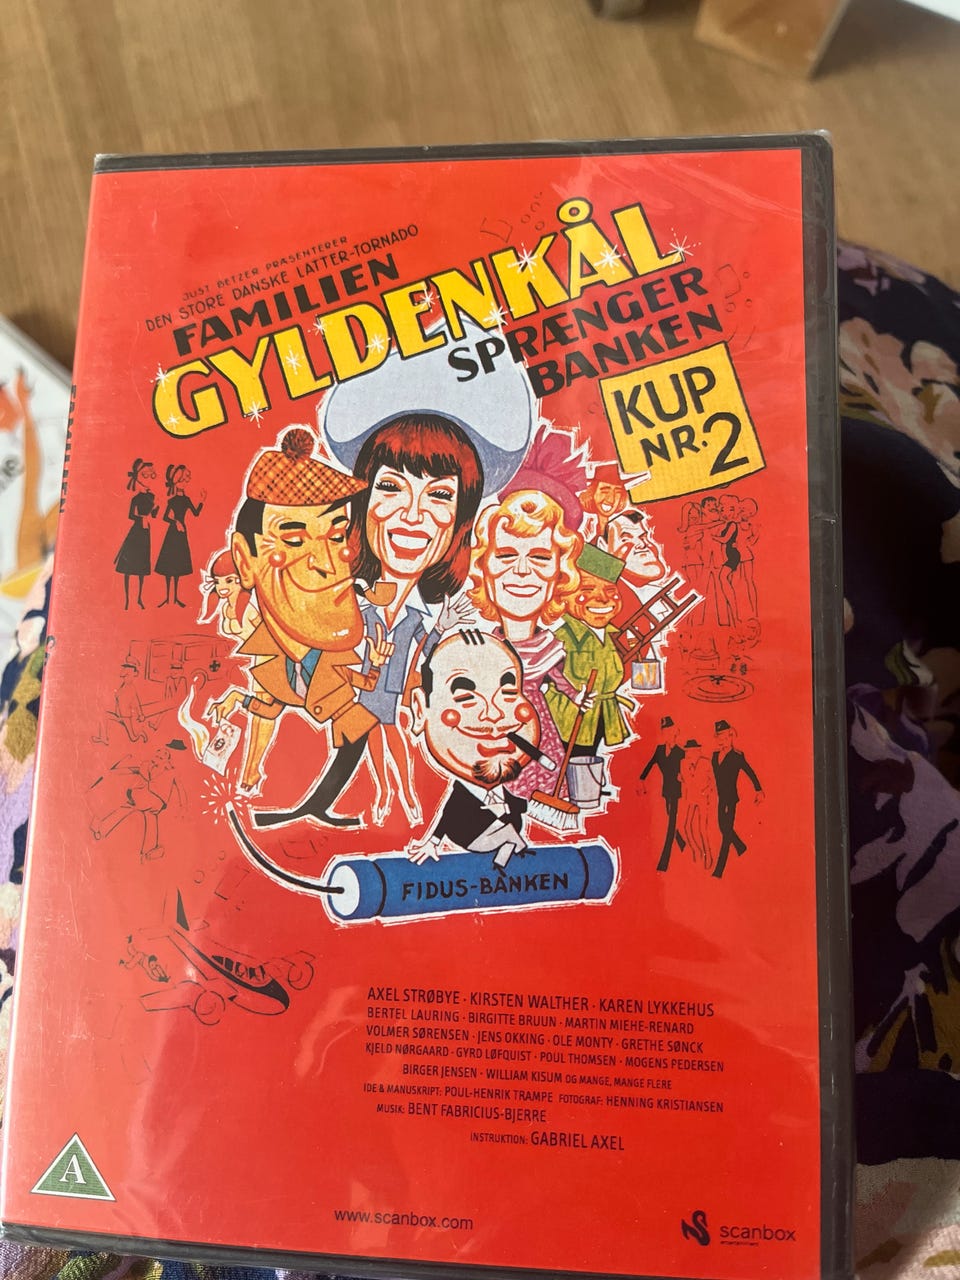 JUST BETZER PRÆSENTERER
DEN STORE DANSKE LATTER-TORNADO
FAMILIEN
GYLDENKÅL
SPRÆNGER
BANKEN
KUP
NR. 2
FAMILIEN
FIDUS-BANKEN
AXEL STRØBYE · KIRSTEN WALTHER · KAREN LYKKEHUS
BERTEL LAURING · BIRGITTE BRUUN · MARTIN MIEHE-RENARD
VOLMER SØRENSEN · JENS OKKING · OLE MONTY · GRETHE SØNCK
KJELD NØRGAARD · GYRD LØFQUIST · POUL THOMSEN · MOGENS PEDERSEN
BIRGER JENSEN · WILLIAM KISUM OG MANGE, MANGE FLERE
IDE & MANUSKRIPT: POUL-HENRIK TRAMPE FOTOGRAF: HENNING KRISTIANSEN
MUSIK: BENT FABRICIUS-BJERRE
INSTRUKTION: GABRIEL AXEL
A
www.scanbox.com
scanbox
entertainment